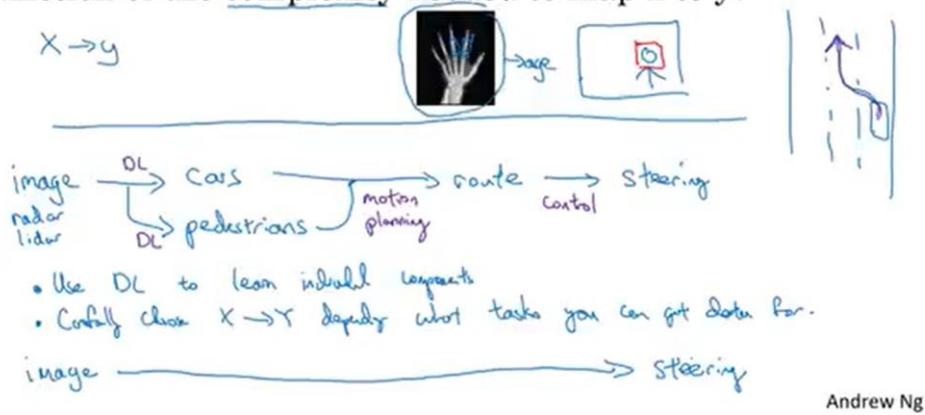 X → y
→ age
image DL → cars → route → steering
radar
lidar
DL → pedestrians
motion planning
control
• Use DL to learn individual components
• Carefully choose X → Y depending what tasks you can get data for.
image → steering
Andrew Ng